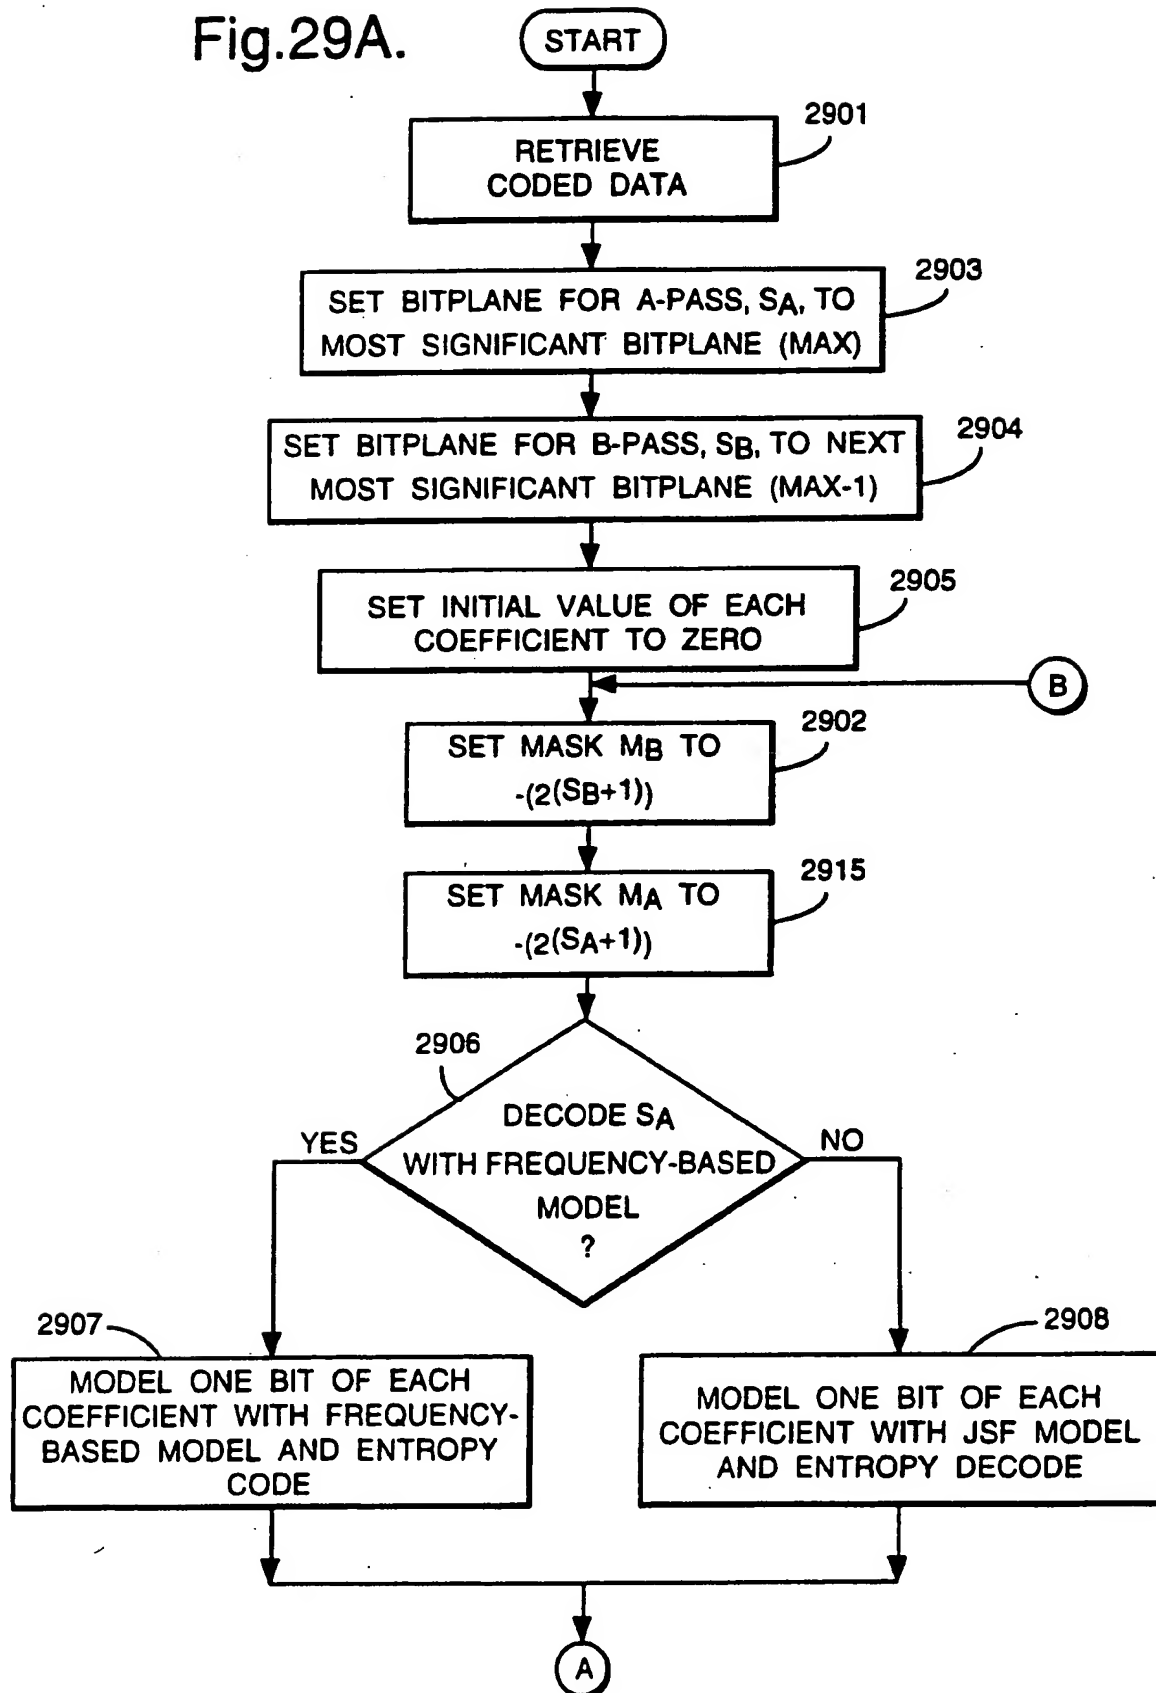 Fig.29A.
START
2901
RETRIEVE
CODED DATA
2903
SET BITPLANE FOR A-PASS, SA, TO
MOST SIGNIFICANT BITPLANE (MAX)
2904
SET BITPLANE FOR B-PASS, SB, TO NEXT
MOST SIGNIFICANT BITPLANE (MAX-1)
2905
SET INITIAL VALUE OF EACH
COEFFICIENT TO ZERO
B
2902
SET MASK MB TO
-(2(SB+1))
2915
SET MASK MA TO
-(2(SA+1))
2906
DECODE SA
WITH FREQUENCY-BASED
MODEL
?
YES
NO
2907
MODEL ONE BIT OF EACH
COEFFICIENT WITH FREQUENCY-
BASED MODEL AND ENTROPY
CODE
2908
MODEL ONE BIT OF EACH
COEFFICIENT WITH JSF MODEL
AND ENTROPY DECODE
A